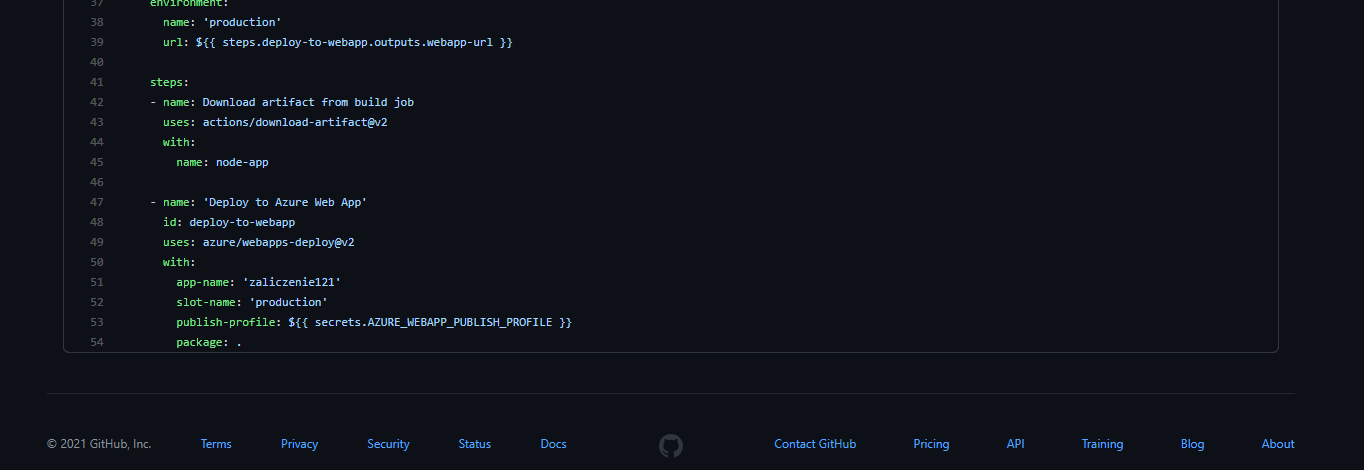 37 environment:
38 name: 'production'
39 url: ${{ steps.deploy-to-webapp.outputs.webapp-url }}
40
41 steps:
42 - name: Download artifact from build job
43 uses: actions/download-artifact@v2
44 with:
45 name: node-app
46
47 - name: 'Deploy to Azure Web App'
48 id: deploy-to-webapp
49 uses: azure/webapps-deploy@v2
50 with:
51 app-name: 'zaliczenie121'
52 slot-name: 'production'
53 publish-profile: ${{ secrets.AZURE_WEBAPP_PUBLISH_PROFILE }}
54 package: .
© 2021 GitHub, Inc. Terms Privacy Security Status Docs Contact GitHub Pricing API Training Blog About